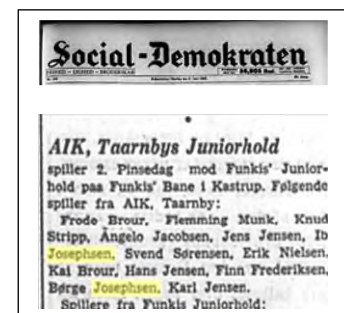 Social-Demokraten
AIK, Taarnbys Juniorhold
spiller 2. Pinsedag mod Funkis' Junior-
hold paa Funkis' Bane i Kastrup. Følgende
spiller fra AIK, Taarnby:
Frode Brour, Flemming Munk, Knud
Stripp, Ångelo Jacobsen, Jens Jensen, Ib
Josephsen, Svend Sørensen, Erik Nielsen,
Kai Brour, Hans Jensen, Finn Frederiksen,
Børge Josephsen, Karl Jensen.
Spillere fra Funkis Juniorhold: